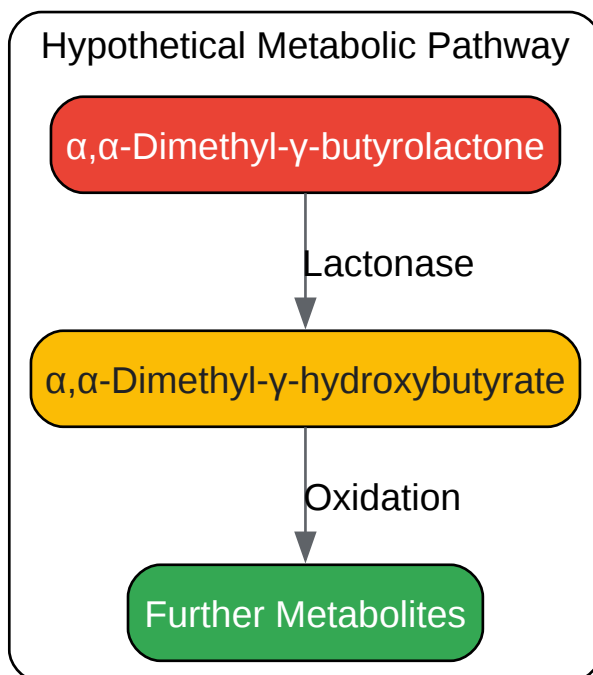 Hypothetical Metabolic Pathway
α,α-Dimethyl-γ-butyrolactone
Lactonase
α,α-Dimethyl-γ-hydroxybutyrate
Oxidation
Further Metabolites